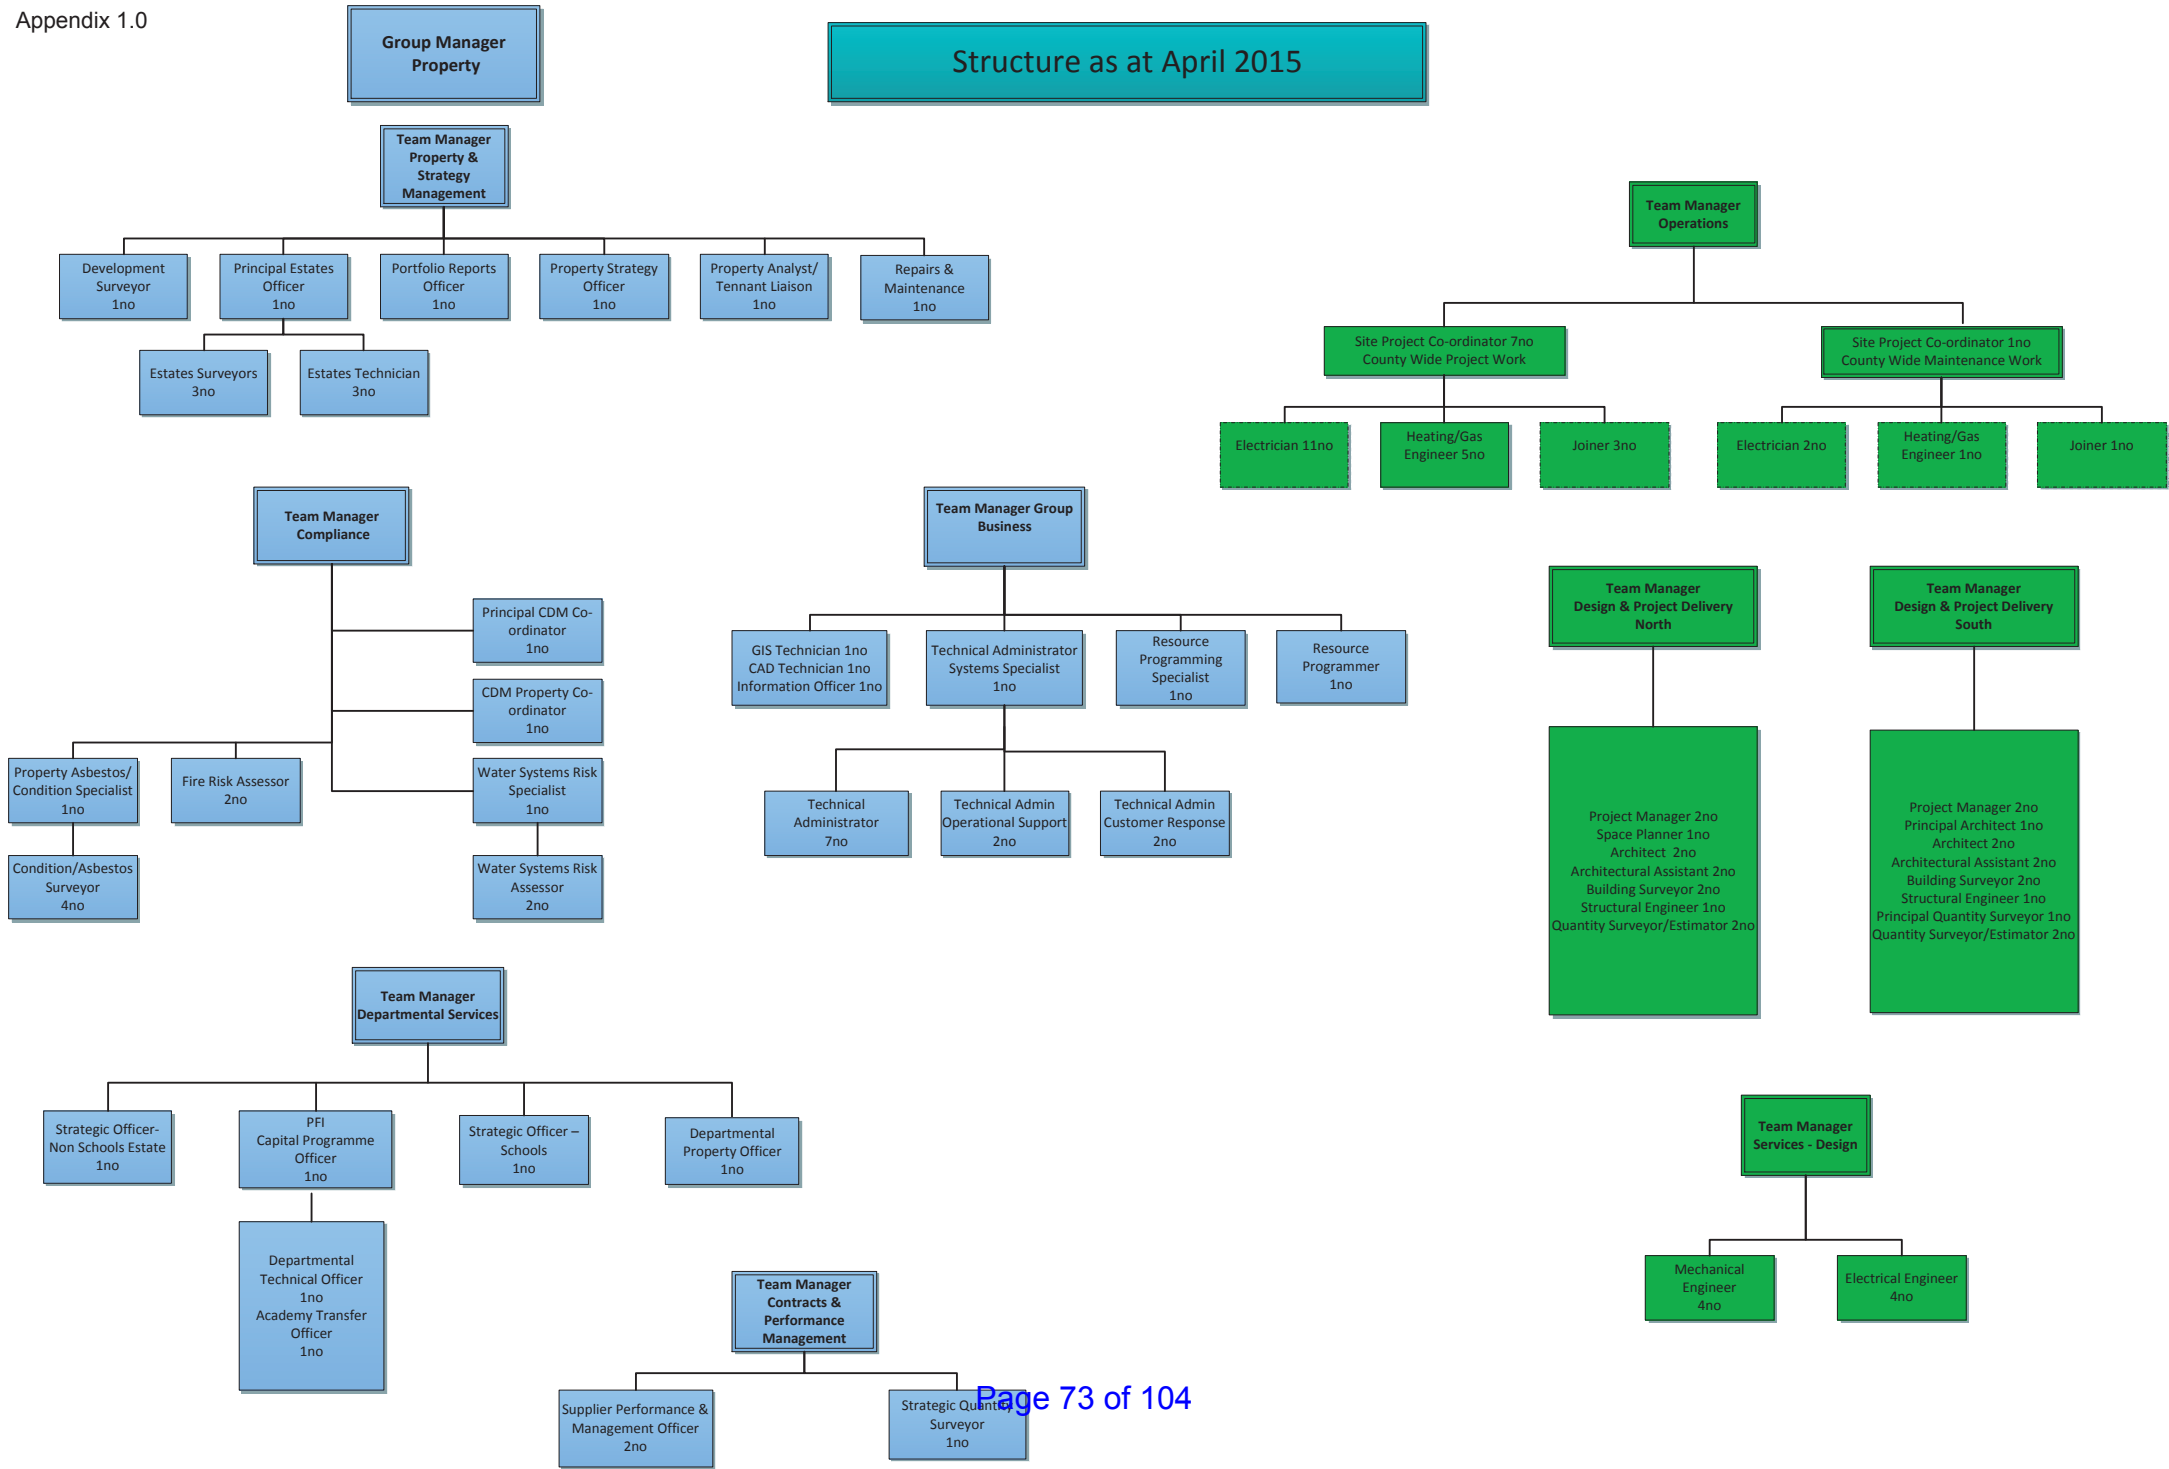 Appendix 1.0
Group Manager
Property
Structure as at April 2015
Team Manager
Property &
Strategy
Management
Development
Surveyor
1no
Principal Estates
Officer
1no
Portfolio Reports
Officer
1no
Property Strategy
Officer
1no
Property Analyst/
Tennant Liaison
1no
Repairs &
Maintenance
1no
Estates Surveyors
3no
Estates Technician
3no
Team Manager
Operations
Site Project Co-ordinator 7no
County Wide Project Work
Site Project Co-ordinator 1no
County Wide Maintenance Work
Electrician 11no
Heating/Gas
Engineer 5no
Joiner 3no
Electrician 2no
Heating/Gas
Engineer 1no
Joiner 1no
Team Manager
Compliance
Principal CDM Co-
ordinator
1no
CDM Property Co-
ordinator
1no
Property Asbestos/
Condition Specialist
1no
Fire Risk Assessor
2no
Water Systems Risk
Specialist
1no
Condition/Asbestos
Surveyor
4no
Water Systems Risk
Assessor
2no
Team Manager Group
Business
GIS Technician 1no
CAD Technician 1no
Information Officer 1no
Technical Administrator
Systems Specialist
1no
Resource
Programming
Specialist
1no
Resource
Programmer
1no
Technical
Administrator
7no
Technical Admin
Operational Support
2no
Technical Admin
Customer Response
2no
Team Manager
Design & Project Delivery
North
Project Manager 2no
Space Planner 1no
Architect  2no
Architectural Assistant 2no
Building Surveyor 2no
Structural Engineer 1no
Quantity Surveyor/Estimator 2no
Team Manager
Design & Project Delivery
South
Project Manager 2no
Principal Architect 1no
Architect 2no
Architectural Assistant 2no
Building Surveyor 2no
Structural Engineer 1no
Principal Quantity Surveyor 1no
Quantity Surveyor/Estimator 2no
Team Manager
Departmental Services
Strategic Officer-
Non Schools Estate
1no
PFI
Capital Programme
Officer
1no
Strategic Officer –
Schools
1no
Departmental
Property Officer
1no
Departmental
Technical Officer
1no
Academy Transfer
Officer
1no
Team Manager
Contracts &
Performance
Management
Supplier Performance &
Management Officer
2no
Strategic Quantity
Surveyor
1no
Team Manager
Services - Design
Mechanical
Engineer
4no
Electrical Engineer
4no
Page 73 of 104